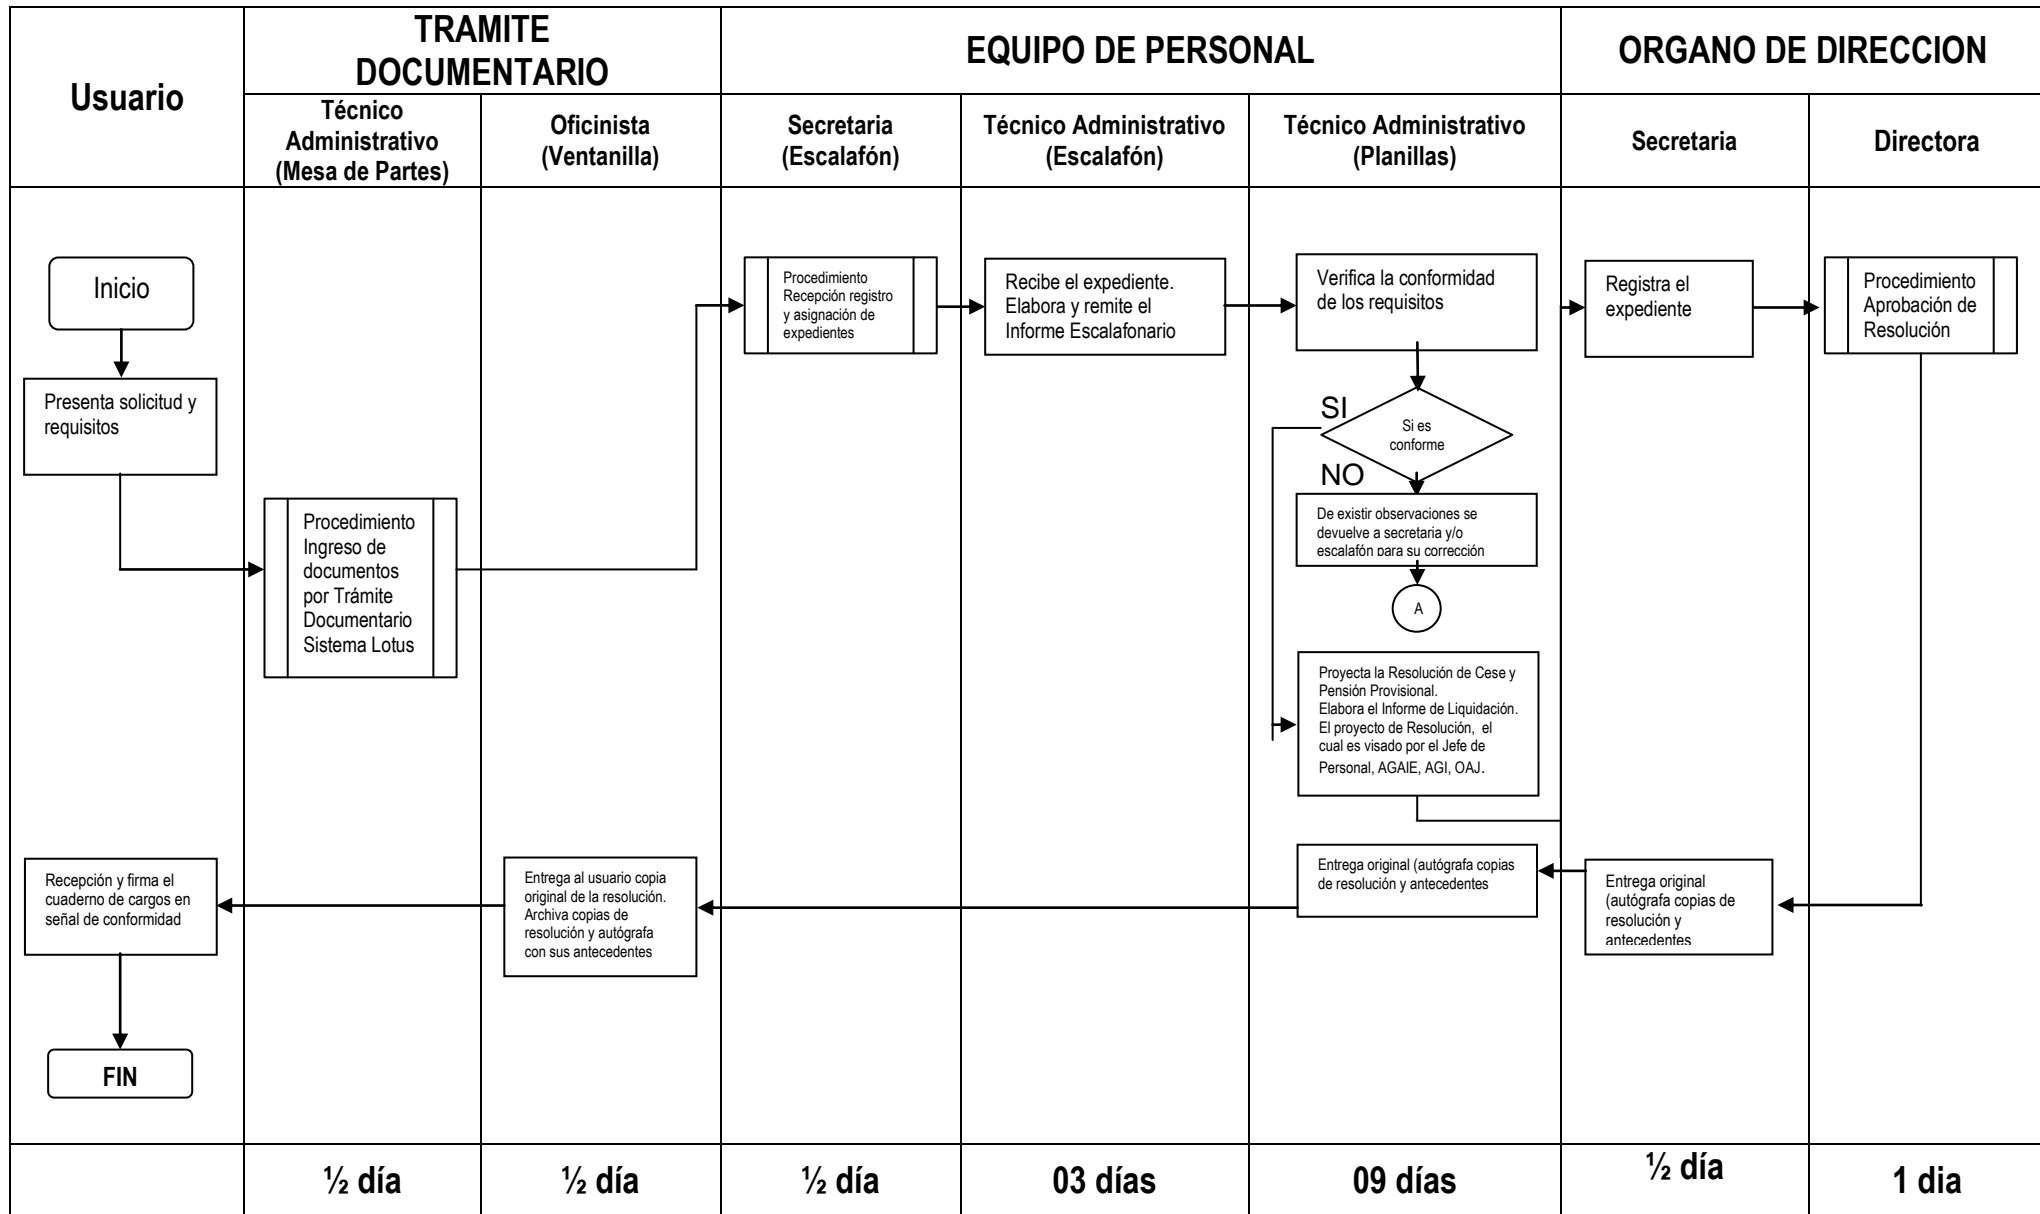 Usuario
TRAMITE
DOCUMENTARIO
EQUIPO DE PERSONAL
ORGANO DE DIRECCION
Técnico
Administrativo
(Mesa de Partes)
Oficinista
(Ventanilla)
Secretaria
(Escalafón)
Técnico Administrativo
(Escalafón)
Técnico Administrativo
(Planillas)
Secretaria
Directora
Inicio
Presenta solicitud y
requisitos
Procedimiento
Ingreso de
documentos
por Trámite
Documentario
Sistema Lotus
Procedimiento
Recepción registro
y asignación de
expedientes
Recibe el expediente.
Elabora y remite el
Informe Escalafonario
Verifica la conformidad
de los requisitos
SI
Si es
conforme
NO
De existir observaciones se
devuelve a secretaria y/o
escalafón para su corrección
A
Proyecta la Resolución de Cese y
Pensión Provisional.
Elabora el Informe de Liquidación.
El proyecto de Resolución, el
cual es visado por el Jefe de
Personal, AGAIE, AGI, OAJ.
Registra el
expediente
Procedimiento
Aprobación de
Resolución
Entrega original
(autógrafa copias de
resolución y
antecedentes
Entrega original (autógrafa copias
de resolución y antecedentes
Entrega al usuario copia
original de la resolución.
Archiva copias de
resolución y autógrafa
con sus antecedentes
Recepción y firma el
cuaderno de cargos en
señal de conformidad
FIN
½ día
½ día
½ día
03 días
09 días
½ día
1 dia